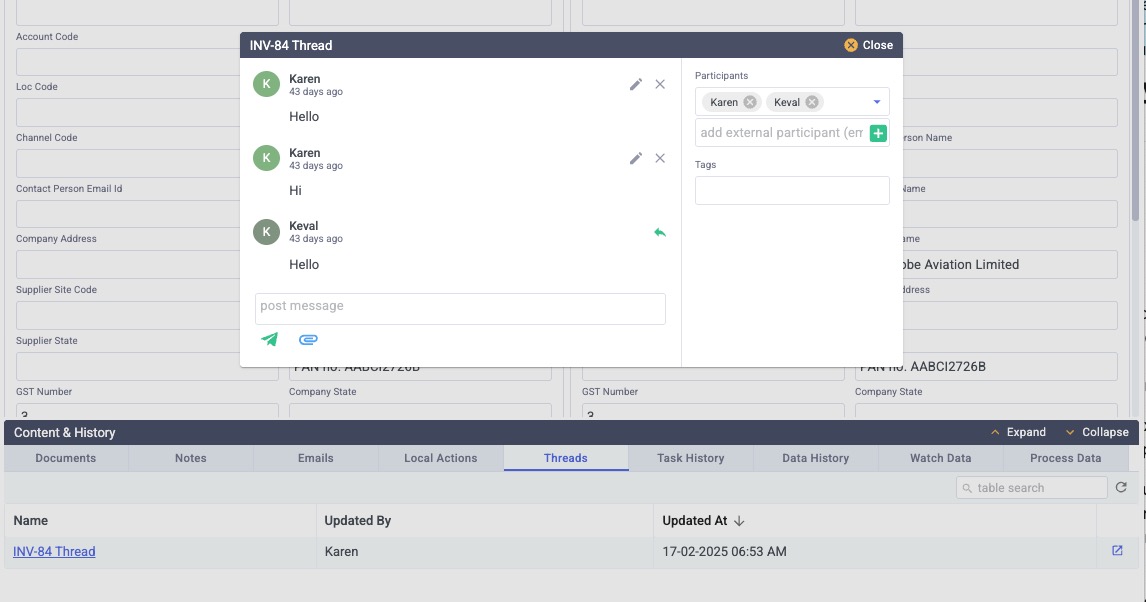 Account Code
INV-84 Thread
Close
K
Karen
43 days ago
Hello
K
Karen
43 days ago
Hi
K
Keval
43 days ago
Hello
post message
Participants
Karen
Keval
add external participant (em
Tags
Loc Code
Channel Code
erson Name
Contact Person Email Id
Name
Company Address
ame
obe Aviation Limited
Supplier Site Code
ddress
Supplier State
PAN no. AABCI2726B
PAN no. AABCI2726B
GST Number
Company State
GST Number
Company State
3
3
Content & History
Expand
Collapse
Documents
Notes
Emails
Local Actions
Threads
Task History
Data History
Watch Data
Process Data
table search
Name
Updated By
Updated At
INV-84 Thread
Karen
17-02-2025 06:53 AM